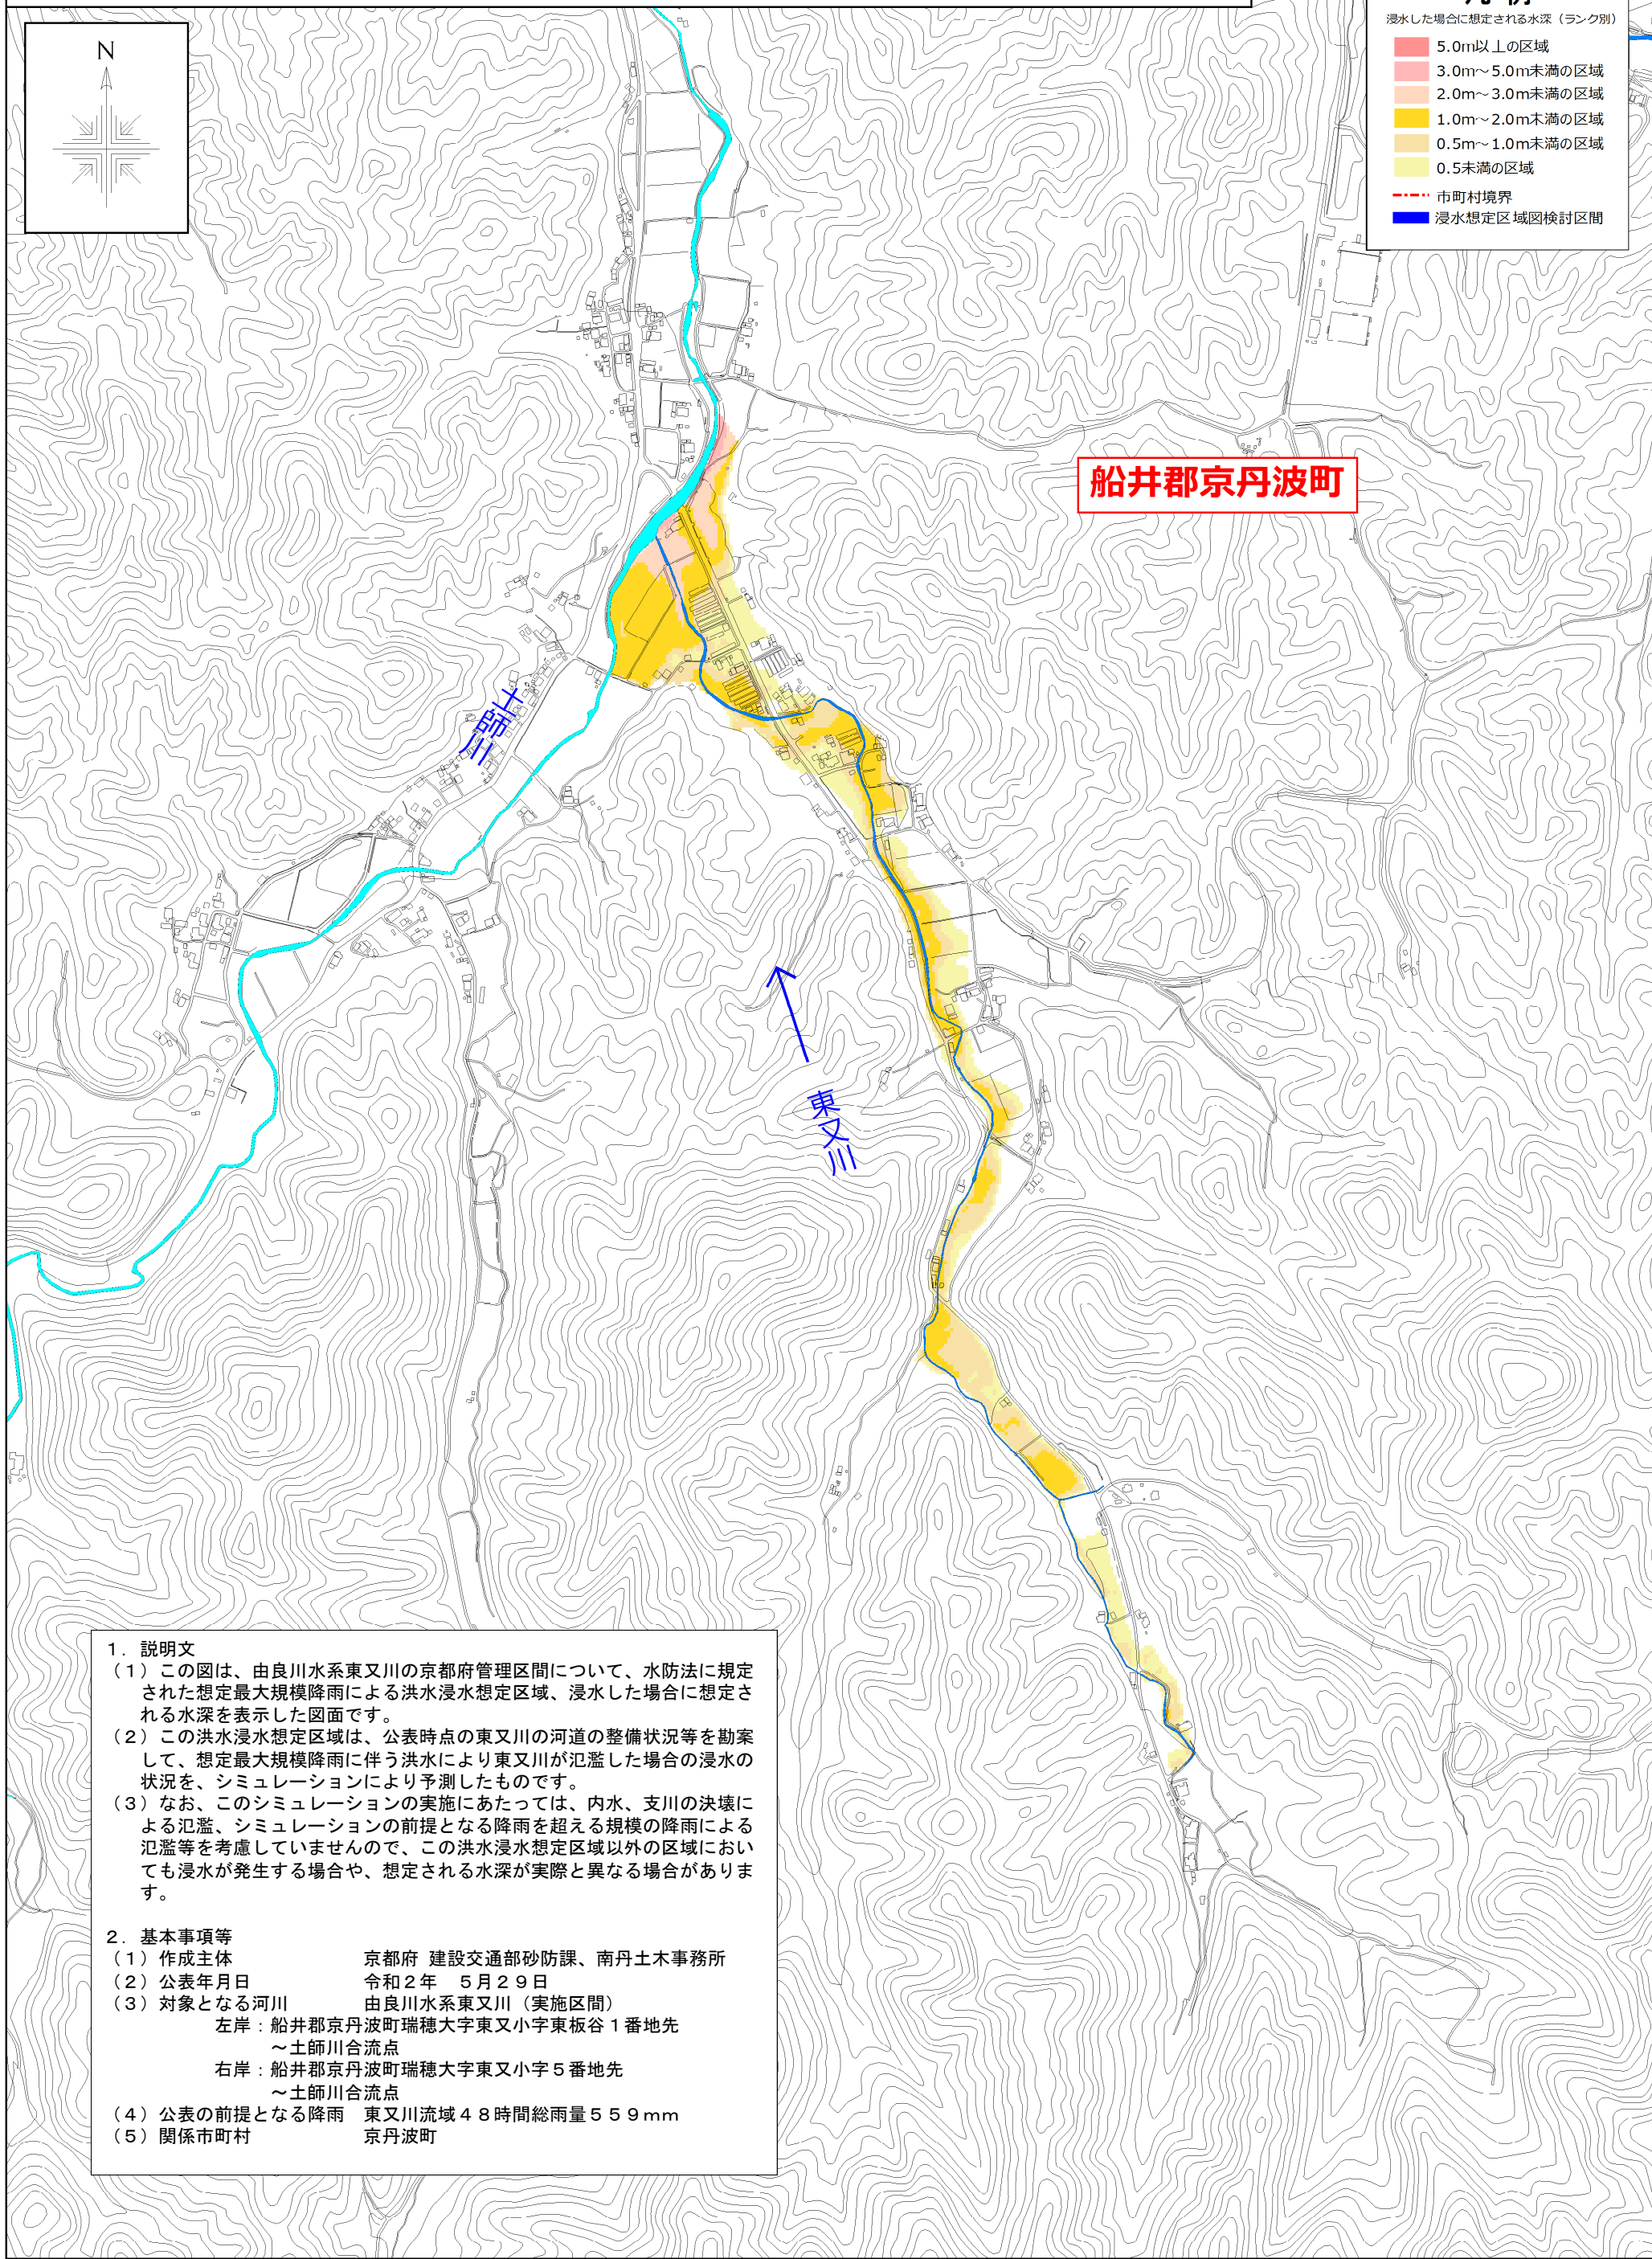 N
浸水した場合に想定される水深（ランク別）
5.0m以上の区域
3.0m～5.0m未満の区域
2.0m～3.0m未満の区域
1.0m～2.0m未満の区域
0.5m～1.0m未満の区域
0.5未満の区域
市町村境界
浸水想定区域図検討区間
船井郡京丹波町
土師川
東又川
１．説明文
（１）この図は、由良川水系東又川の京都府管理区間について、水防法に規定
された想定最大規模降雨による洪水浸水想定区域、浸水した場合に想定さ
れる水深を表示した図面です。
（２）この洪水浸水想定区域は、公表時点の東又川の河道の整備状況等を勘案
して、想定最大規模降雨に伴う洪水により東又川が氾濫した場合の浸水の
状況を、シミュレーションにより予測したものです。
（３）なお、このシミュレーションの実施にあたっては、内水、支川の決壊に
よる氾濫、シミュレーションの前提となる降雨を超える規模の降雨による
氾濫等を考慮していませんので、この洪水浸水想定区域以外の区域におい
ても浸水が発生する場合や、想定される水深が実際と異なる場合がありま
す。
２．基本事項等
（１）作成主体　京都府 建設交通部砂防課、南丹土木事務所
（２）公表年月日　令和２年　５月２９日
（３）対象となる河川　由良川水系東又川（実施区間）
左岸：船井郡京丹波町瑞穂大字東又小字東板谷１番地先
～土師川合流点
右岸：船井郡京丹波町瑞穂大字東又小字５番地先
～土師川合流点
（４）公表の前提となる降雨　東又川流域４８時間総雨量５５９mm
（５）関係市町村　京丹波町